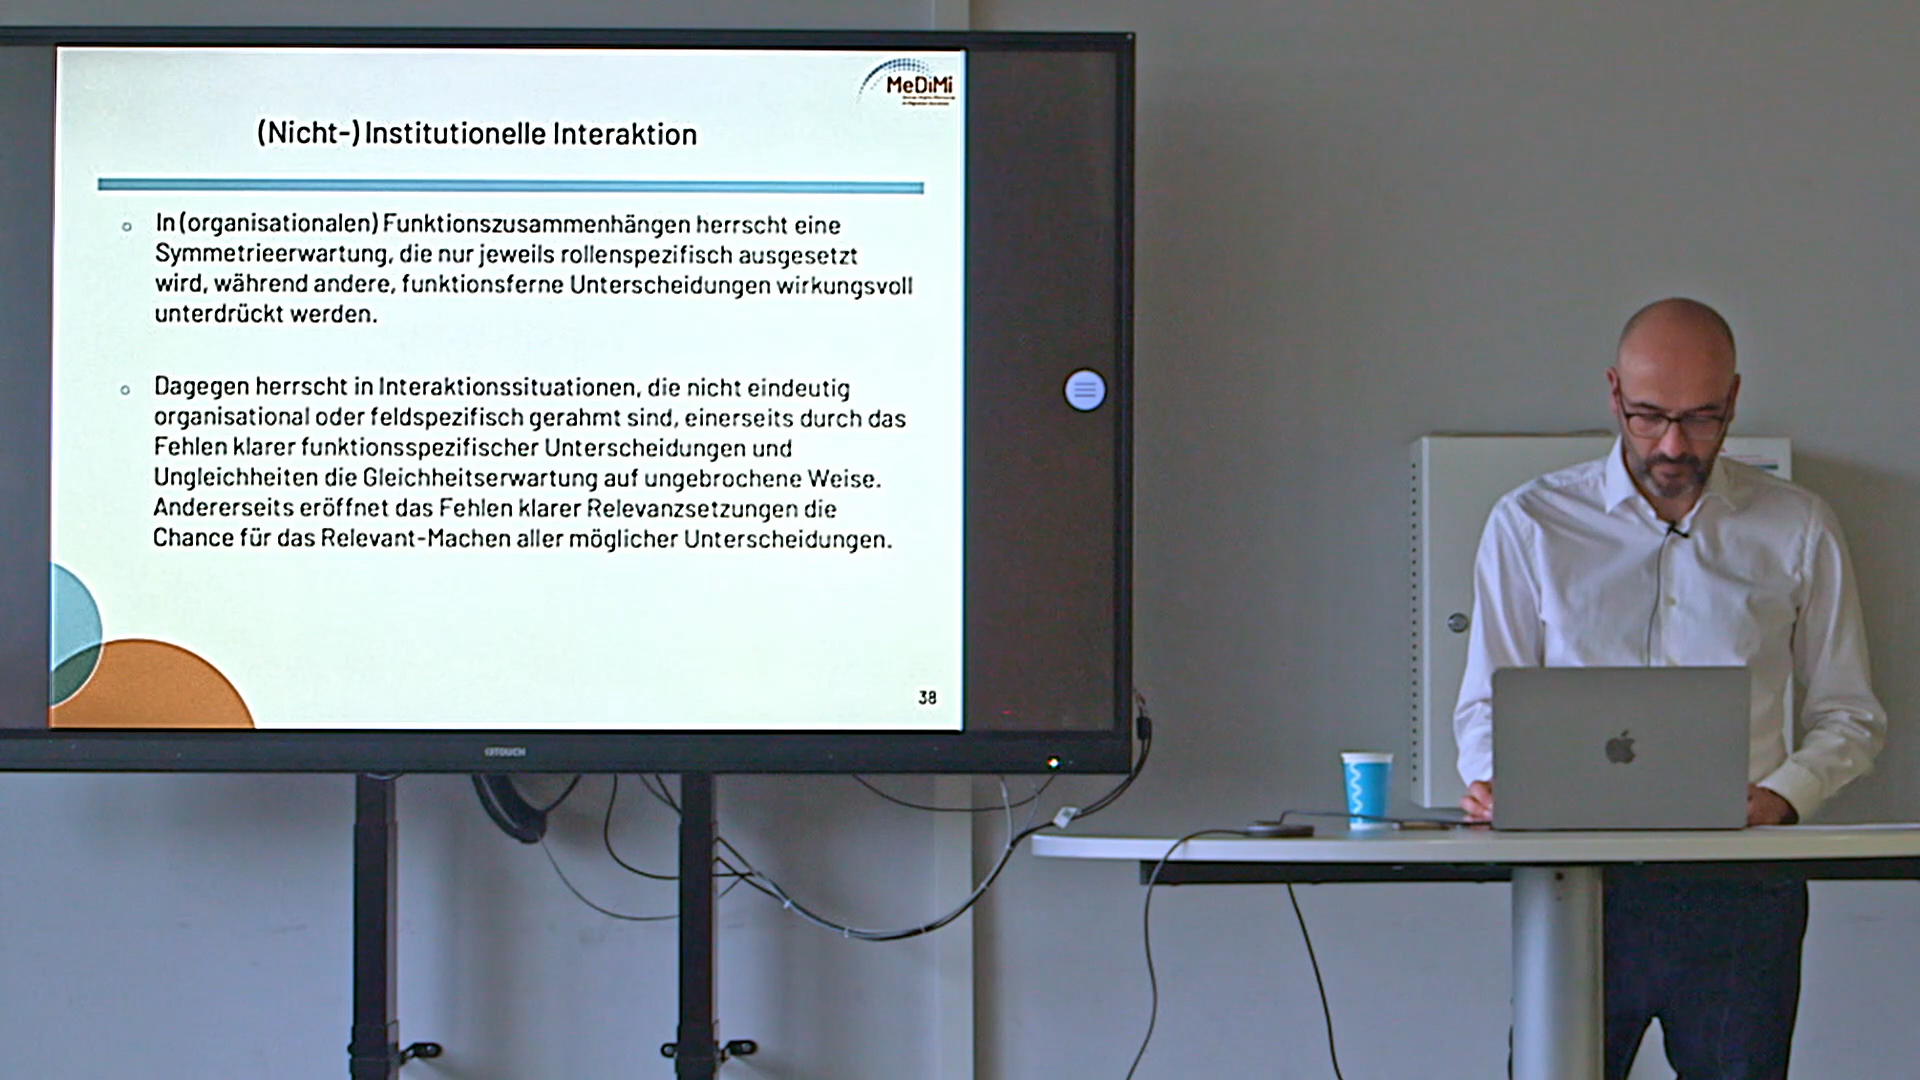 MeDiMi
(Nicht-) Institutionelle Interaktion
In (organisationalen) Funktionszusammenhängen herrscht eine
Symmetrieerwartung, die nur jeweils rollenspezifisch ausgesetzt
wird, während andere, funktionsferne Unterscheidungen wirkungsvoll
unterdrückt werden.
Dagegen herrscht in Interaktionssituationen, die nicht eindeutig
organisational oder feldspezifisch gerahmt sind, einerseits durch das
Fehlen klarer funktionsspezifischer Unterscheidungen und
Ungleichheiten die Gleichheitserwartung auf ungebrochene Weise.
Andererseits eröffnet das Fehlen klarer Relevanzsetzungen die
Chance für das Relevant-Machen aller möglicher Unterscheidungen.
38